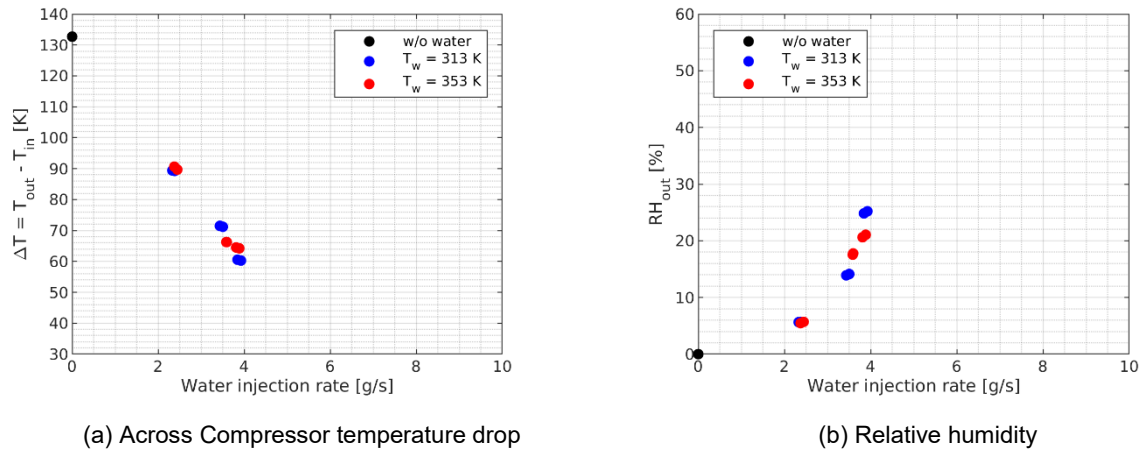 140
130
120
110
100
90
80
70
60
50
40
30
0
2
4
6
8
10
ΔT = T_out - T_in [K]
Water injection rate [g/s]
w/o water
T_w = 313 K
T_w = 353 K
(a) Across Compressor temperature drop
60
50
40
30
20
10
0
0
2
4
6
8
10
RH_out [%]
Water injection rate [g/s]
w/o water
T_w = 313 K
T_w = 353 K
(b) Relative humidity